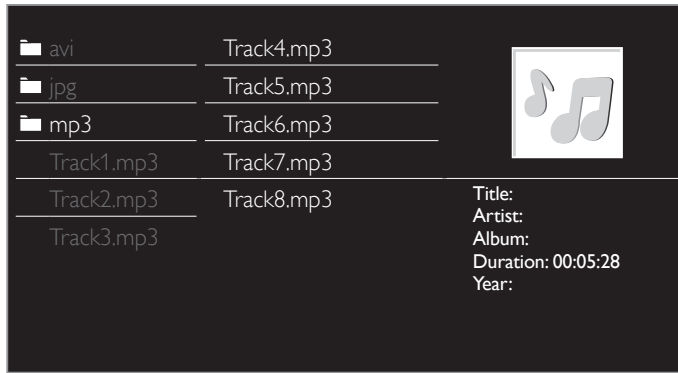 avi
jpg
mp3
Track1.mp3
Track2.mp3
Track3.mp3
Track4.mp3
Track5.mp3
Track6.mp3
Track7.mp3
Track8.mp3
Title:
Artist:
Album:
Duration: 00:05:28
Year: